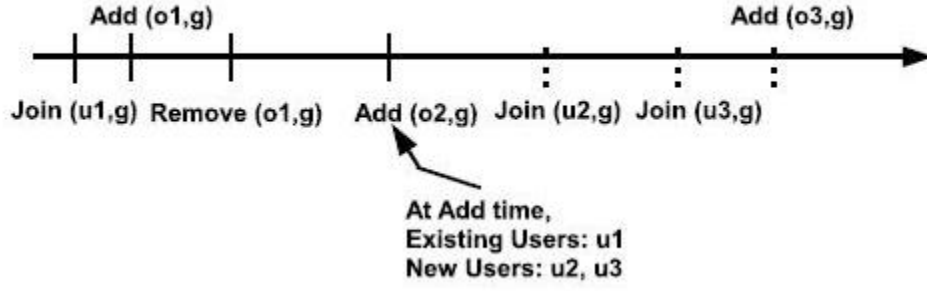 Add (o1,g) Add (o3,g)
Join (u1,g) Remove (o1,g) Add (o2,g) Join (u2,g) Join (u3,g)
At Add time,
Existing Users: u1
New Users: u2, u3